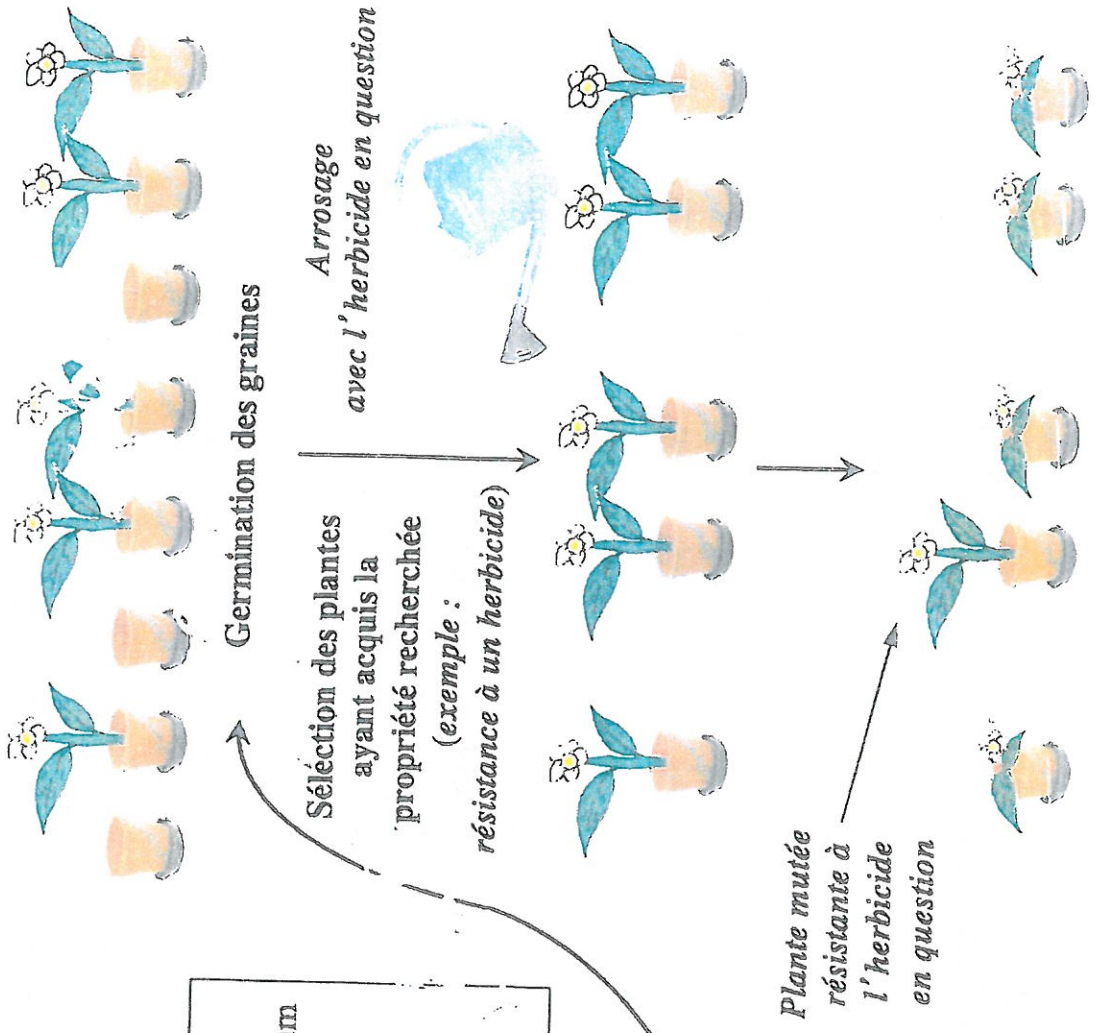 um
Germination des graines
Sélection des plantes
ayant acquis la
propriété recherchée
(exemple :
résistance à un herbicide)
Arrosage
avec l'herbicide en question
Plante mutée
résistante à
l'herbicide
en question